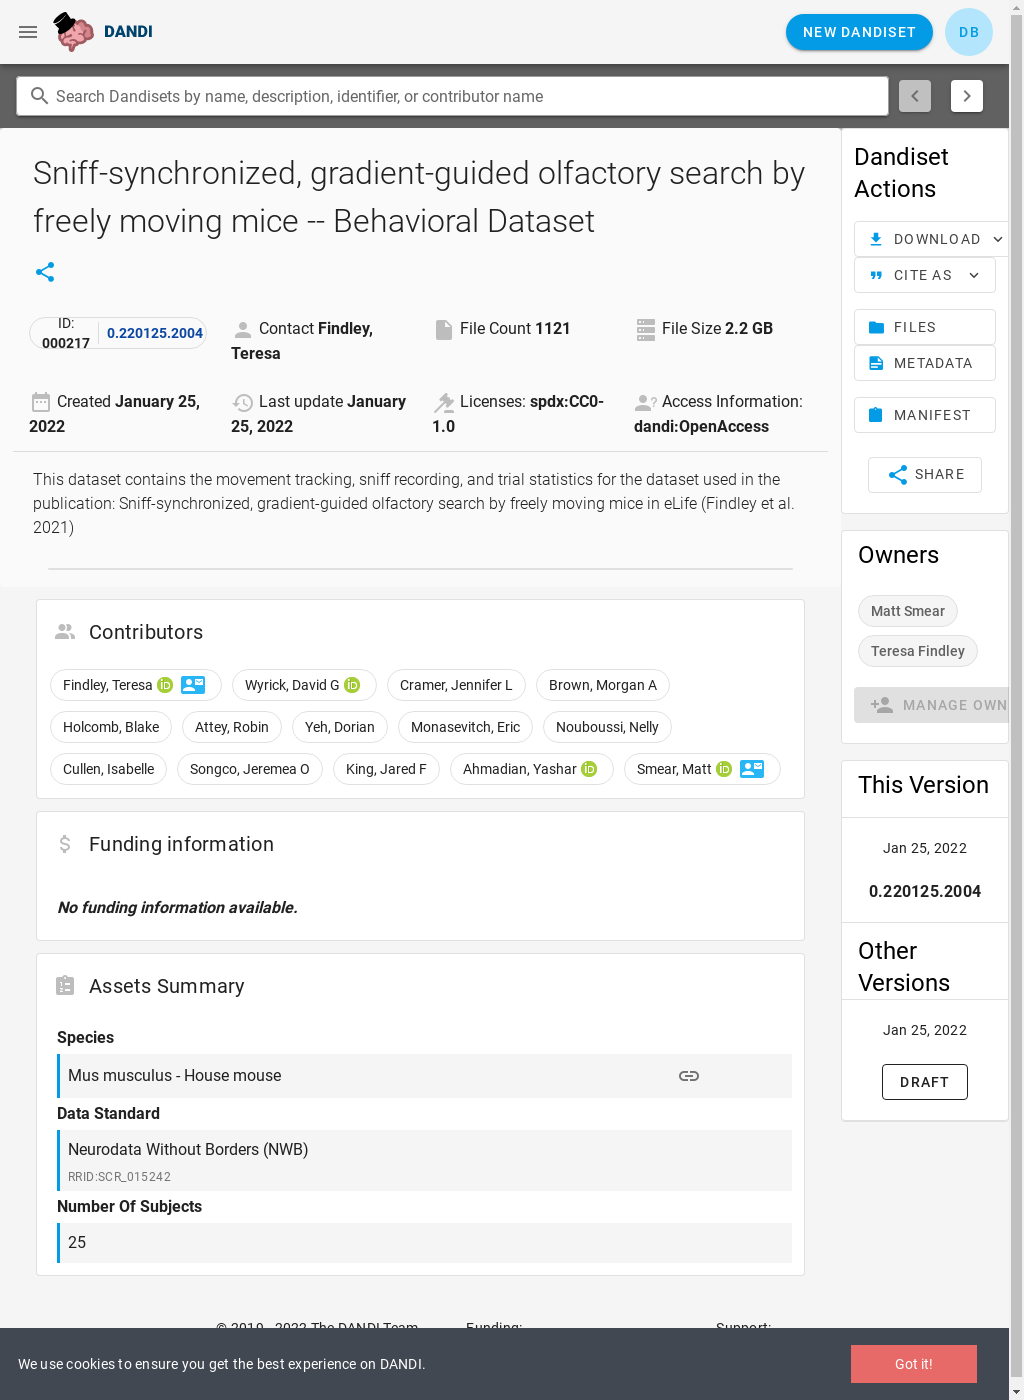 DANDI
NEW DANDISET
DB
Search Dandisets by name, description, identifier, or contributor name
Sniff-synchronized, gradient-guided olfactory search by
freely moving mice -- Behavioral Dataset
ID:
000217
0.220125.2004
Contact Findley,
Teresa
File Count 1121
File Size 2.2 GB
Created January 25,
2022
Last update January
25, 2022
Licenses: spdx:CC0-
1.0
Access Information:
dandi:OpenAccess
This dataset contains the movement tracking, sniff recording, and trial statistics for the dataset used in the
publication: Sniff-synchronized, gradient-guided olfactory search by freely moving mice in eLife (Findley et al.
2021)
Contributors
Findley, Teresa
Wyrick, David G
Cramer, Jennifer L
Brown, Morgan A
Holcomb, Blake
Attey, Robin
Yeh, Dorian
Monasevitch, Eric
Nouboussi, Nelly
Cullen, Isabelle
Songco, Jeremea O
King, Jared F
Ahmadian, Yashar
Smear, Matt
Funding information
No funding information available.
Assets Summary
Species
Mus musculus - House mouse
Data Standard
Neurodata Without Borders (NWB)
RRID:SCR_015242
Number Of Subjects
25
Dandiset
Actions
DOWNLOAD
CITE AS
FILES
METADATA
MANIFEST
SHARE
Owners
Matt Smear
Teresa Findley
MANAGE OWN
This Version
Jan 25, 2022
0.220125.2004
Other
Versions
Jan 25, 2022
DRAFT
© 2019 - 2022 The DANDI Team
Funding:
Support:
We use cookies to ensure you get the best experience on DANDI.
Got it!